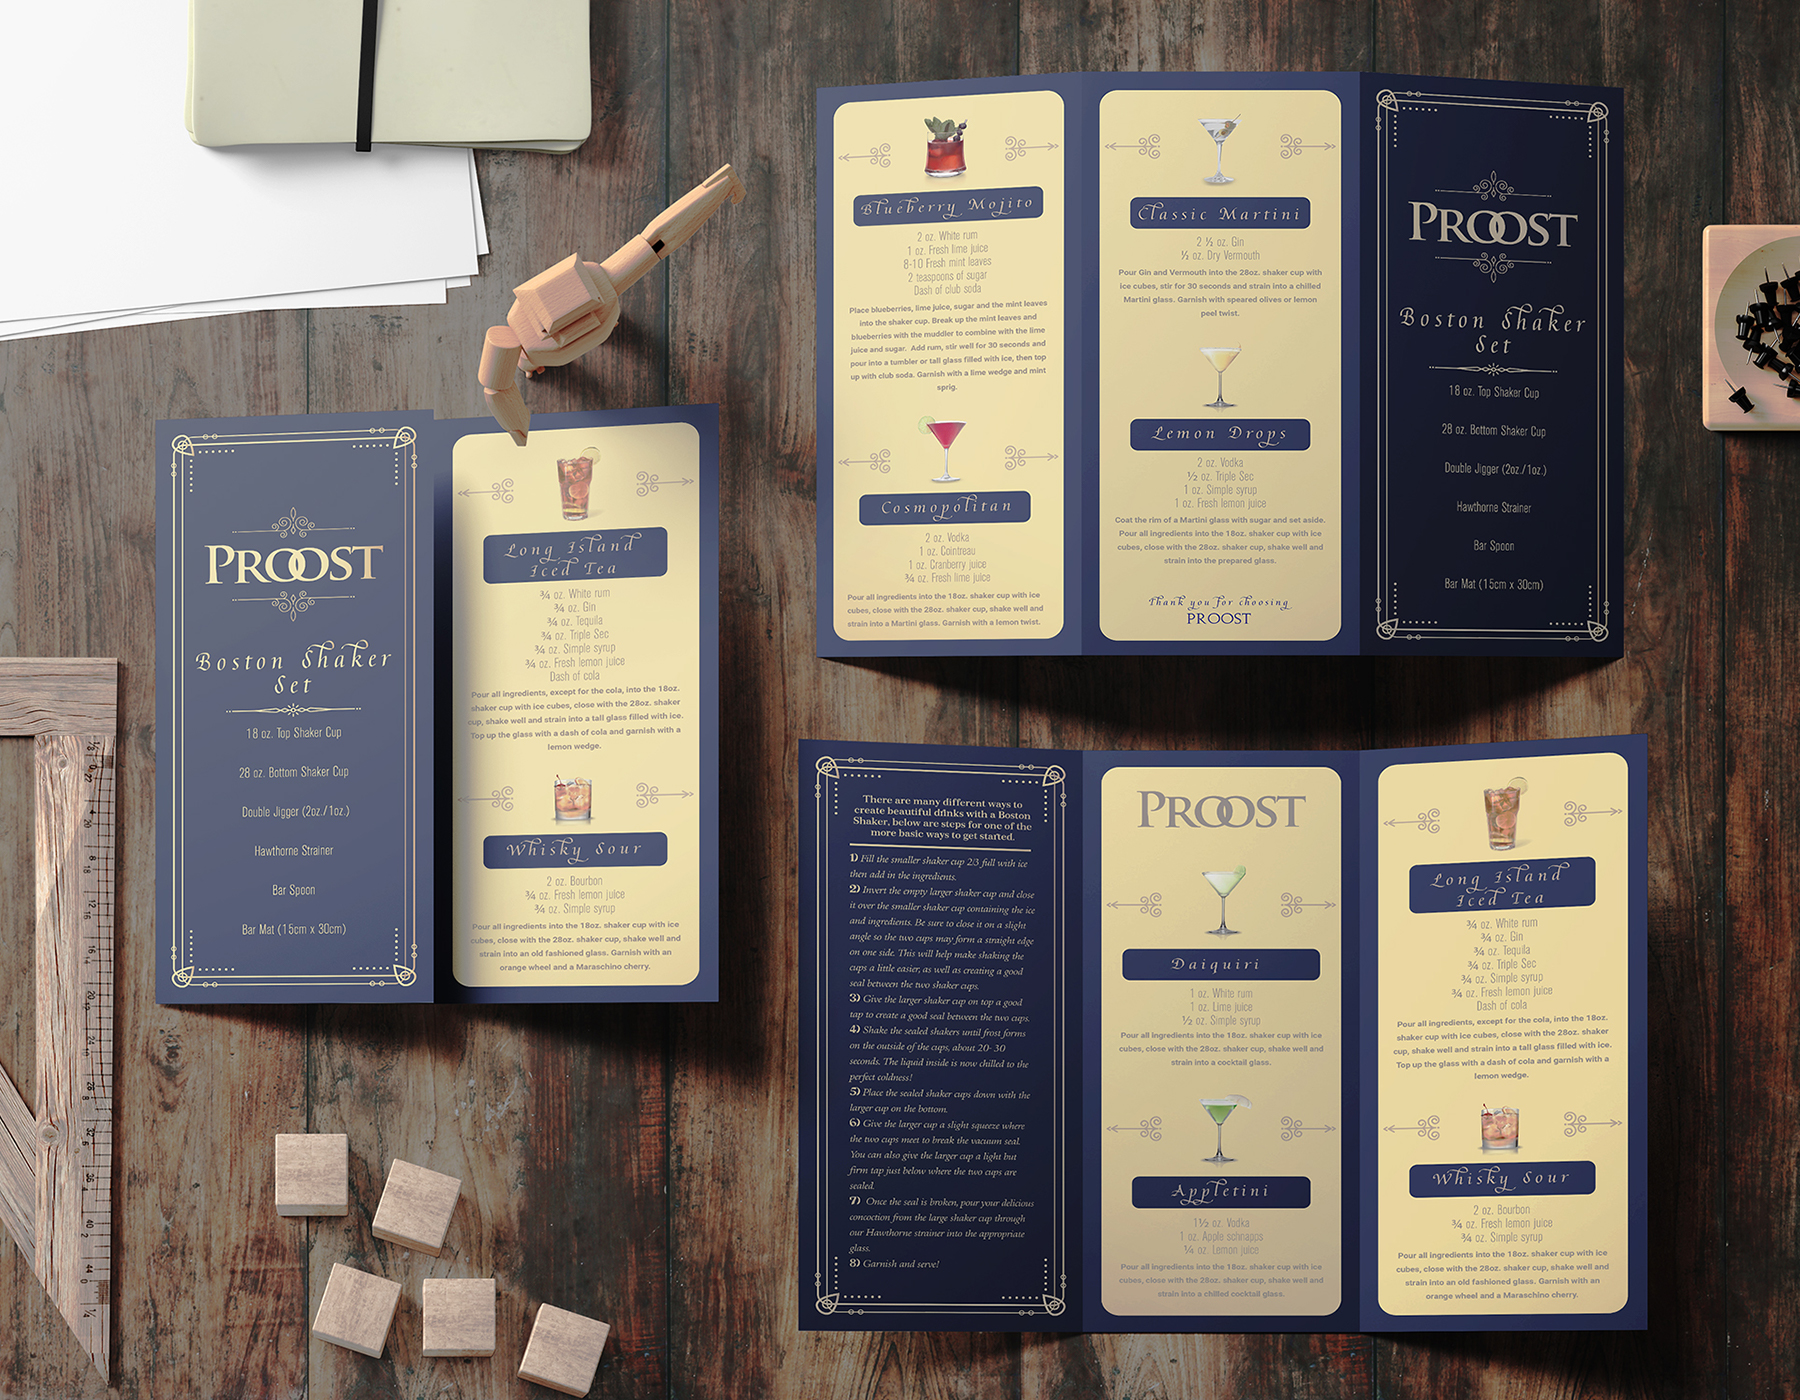 PROOST
Boston Shaker
Set
18 oz. Top Shaker Cup
28 oz. Bottom Shaker Cup
Double Jigger (2oz./1oz.)
Hawthorne Strainer
Bar Spoon
Bar Mat (15cm x 30cm)
Long Island
Iced Tea
¾ oz. White rum
¾ oz. Gin
¾ oz. Tequila
¾ oz. Triple Sec
¾ oz. Simple syrup
¾ oz. Fresh lemon juice
Dash of cola
Pour all ingredients, except for the cola, into the 18oz.
shaker cup with ice cubes, close with the 28oz. shaker
cup, shake well and strain into a tall glass filled with ice.
Top up the glass with a dash of cola and garnish with a
lemon wedge.
Whisky Sour
2 oz. Bourbon
¾ oz. Fresh lemon juice
¾ oz. Simple syrup
Pour all ingredients into the 18oz. shaker cup with ice
cubes, close with the 28oz. shaker cup, shake well and
strain into an old fashioned glass. Garnish with an
orange wheel and a Maraschino cherry.
Blueberry Mojito
2 oz. White rum
1 oz. Fresh lime juice
8-10 Fresh mint leaves
2 teaspoons of sugar
Dash of club soda
Place blueberries, lime juice, sugar and the mint leaves
into the shaker cup. Break up the mint leaves and
blueberries with the muddler to combine with the lime
juice and sugar. Add rum, stir well for 30 seconds and
pour into a tumbler or tall glass filled with ice, then top
up with club soda. Garnish with a lime wedge and mint
sprig.
Cosmopolitan
2 oz. Vodka
1 oz. Cointreau
1 oz. Cranberry juice
¾ oz. Fresh lime juice
Pour all ingredients into the 18oz. shaker cup with ice
cubes, close with the 28oz. shaker cup, shake well and
strain into a Martini glass. Garnish with a lemon twist.
Classic Martini
2 ½ oz. Gin
½ oz. Dry Vermouth
Pour Gin and Vermouth into the 28oz. shaker cup with
ice cubes, stir for 30 seconds and strain into a chilled
Martini glass. Garnish with speared olives or lemon
peel twist.
Lemon Drops
2 oz. Vodka
½ oz. Triple Sec
1 oz. Simple syrup
1 oz. Fresh lemon juice
Coat the rim of a Martini glass with sugar and set aside.
Pour all ingredients into the 18oz. shaker cup with ice
cubes, close with the 28oz. shaker cup, shake well and
strain into the prepared glass.
Thank you for choosing
PROOST
PROOST
Boston Shaker
Set
18 oz. Top Shaker Cup
28 oz. Bottom Shaker Cup
Double Jigger (2oz./1oz.)
Hawthorne Strainer
Bar Spoon
Bar Mat (15cm x 30cm)
There are many different ways to
create beautiful drinks with a Boston
Shaker, below are steps for one of the
more basic ways to get started.
1) Fill the smaller shaker cup 2/3 full with ice
then add in the ingredients.
2) Invert the empty larger shaker cup and close
it over the smaller shaker cup containing the ice
and ingredients. Be sure to close it on a slight
angle so the two cups may form a straight edge
on one side. This will help make shaking the
cups a little easier, as well as creating a good
seal between the two shaker cups.
3) Give the larger shaker cup on top a good
tap to create a good seal between the two cups.
4) Shake the sealed shakers until frost forms
on the outside of the cups, about 20-30
seconds. The liquid inside is now chilled to the
perfect coldness!
5) Place the sealed shaker cups down with the
larger cup on the bottom.
6) Give the larger cup a slight squeeze where
the two cups meet to break the vacuum seal.
You can also give the larger cup a light but
firm tap just below where the two cups are
sealed.
7) Once the seal is broken, pour your delicious
concoction from the large shaker cup through
our Hawthorne strainer into the appropriate
glass.
8) Garnish and serve!
PROOST
Daiquiri
1 oz. White rum
1 oz. Lime juice
½ oz. Simple syrup
Pour all ingredients into the 18oz. shaker cup with ice
cubes, close with the 28oz. shaker cup, shake well and
strain into a cocktail glass.
Appletini
1½ oz. Vodka
1 oz. Apple schnapps
¼ oz. Lemon juice
Pour all ingredients into the 18oz. shaker cup with ice
cubes, close with the 28oz. shaker cup, shake well and
strain into a chilled cocktail glass.
Long Island
Iced Tea
¾ oz. White rum
¾ oz. Gin
¾ oz. Tequila
¾ oz. Triple Sec
¾ oz. Simple syrup
¾ oz. Fresh lemon juice
Dash of cola
Pour all ingredients, except for the cola, into the 18oz.
shaker cup with ice cubes, close with the 28oz. shaker
cup, shake well and strain into a tall glass filled with ice.
Top up the glass with a dash of cola and garnish with a
lemon wedge.
Whisky Sour
2 oz. Bourbon
¾ oz. Fresh lemon juice
¾ oz. Simple syrup
Pour all ingredients into the 18oz. shaker cup with ice
cubes, close with the 28oz. shaker cup, shake well and
strain into an old fashioned glass. Garnish with an
orange wheel and a Maraschino cherry.